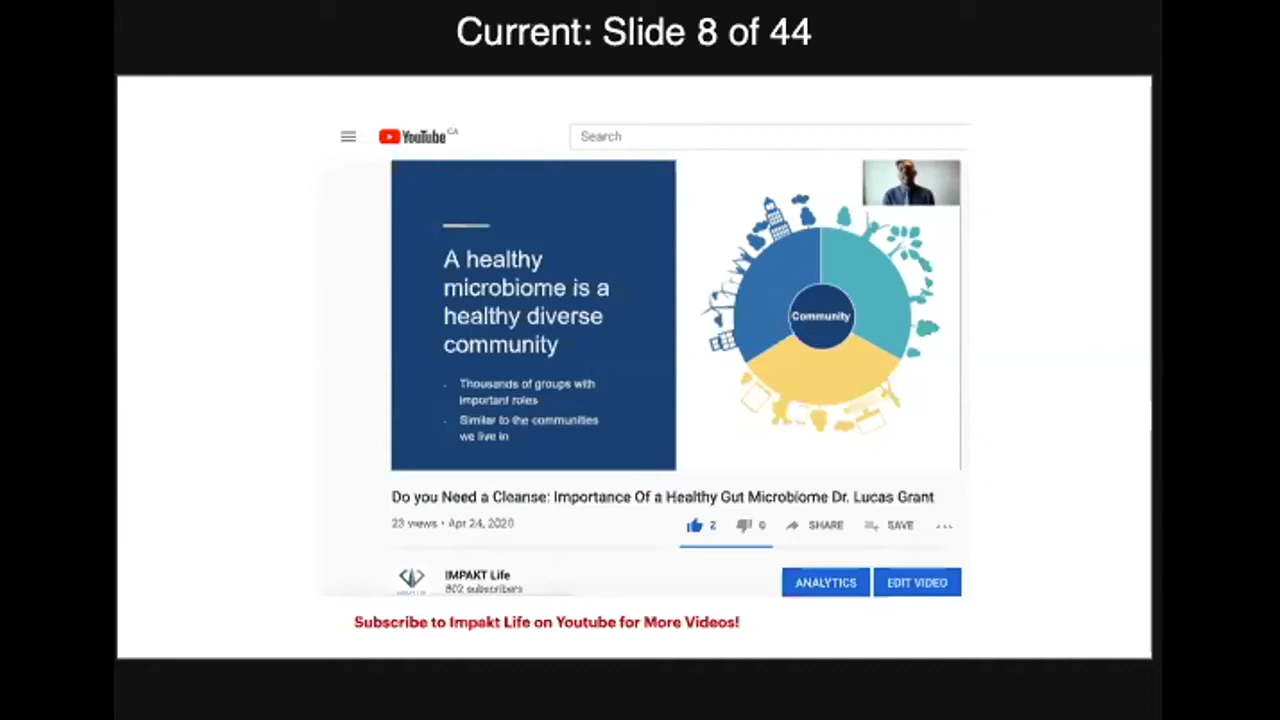 Current: Slide 8 of 44
YouTube CA
Search
A healthy
microbiome is a
healthy diverse
community
· Thousands of groups with
important roles
· Similar to the communities
we live in
Community
Do you Need a Cleanse: Importance Of a Healthy Gut Microbiome Dr. Lucas Grant
23 views • Apr 24, 2020
2 0 SHARE SAVE ...
IMPAKT Life
802 subscribers
ANALYTICS EDIT VIDEO
Subscribe to Impakt Life on Youtube for More Videos!